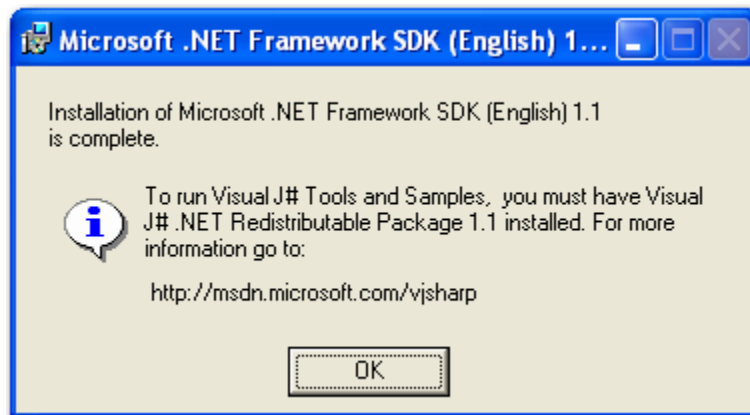 Microsoft .NET Framework SDK (English) 1...
Installation of Microsoft .NET Framework SDK (English) 1.1
is complete.
To run Visual J# Tools and Samples, you must have Visual
J# .NET Redistributable Package 1.1 installed. For more
information go to:
http://msdn.microsoft.com/vjsharp
OK